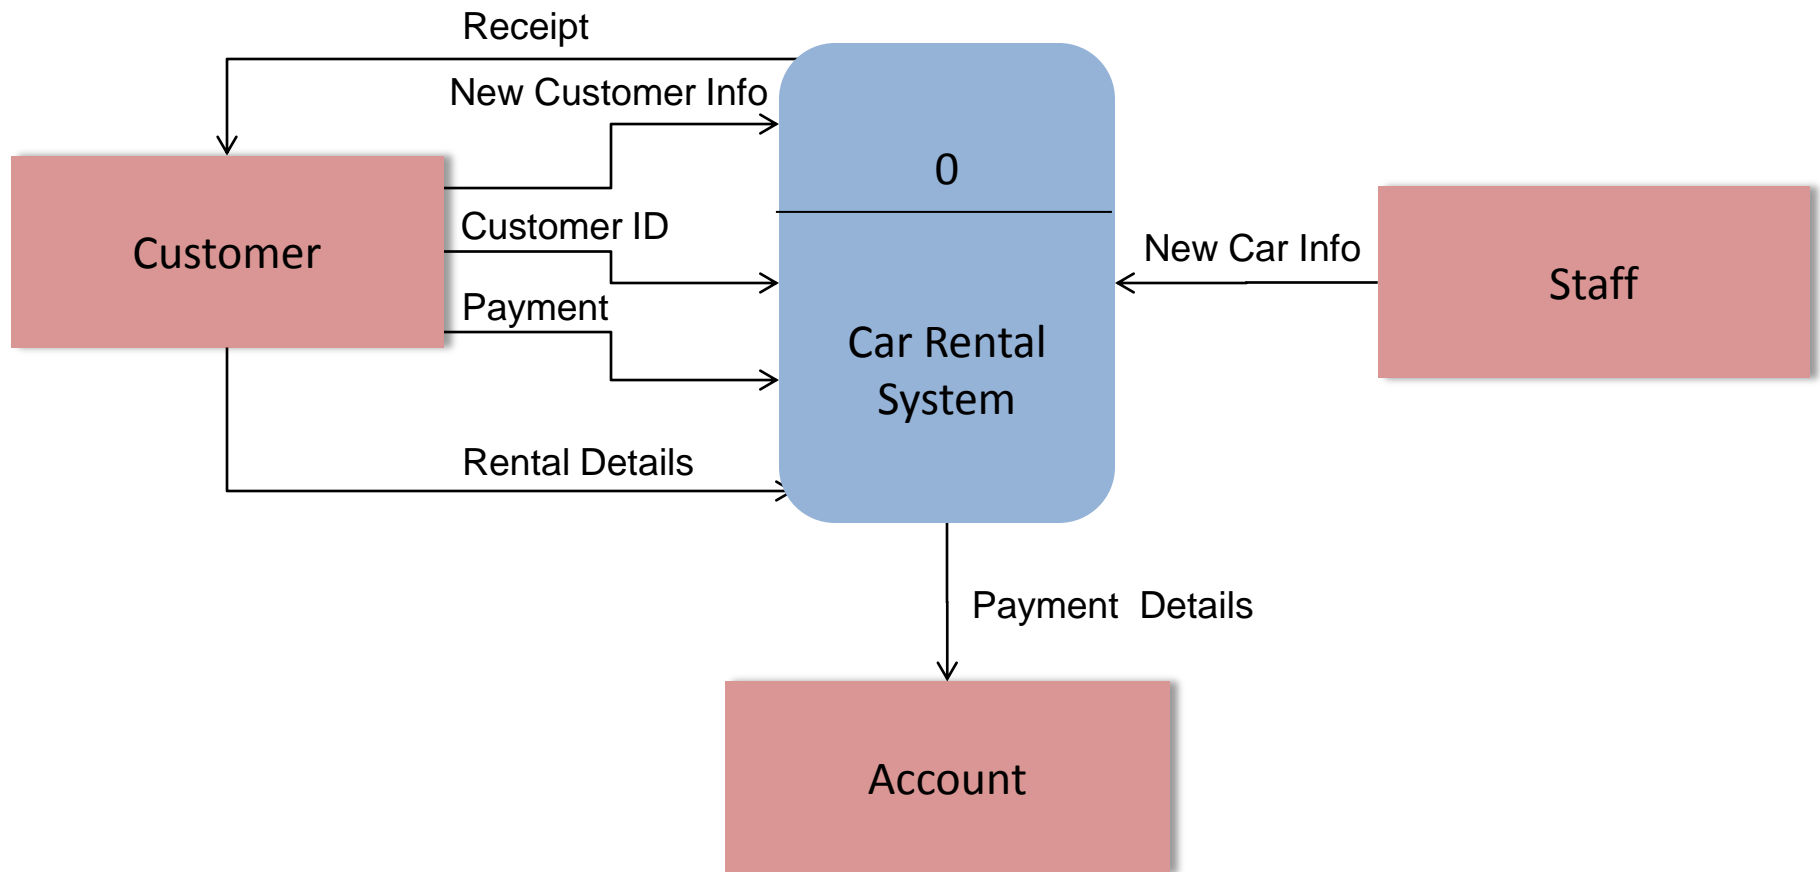 Receipt
New Customer Info
0
Customer
Customer ID
New Car Info
Staff
Payment
Car Rental
System
Rental Details
Payment  Details
Account